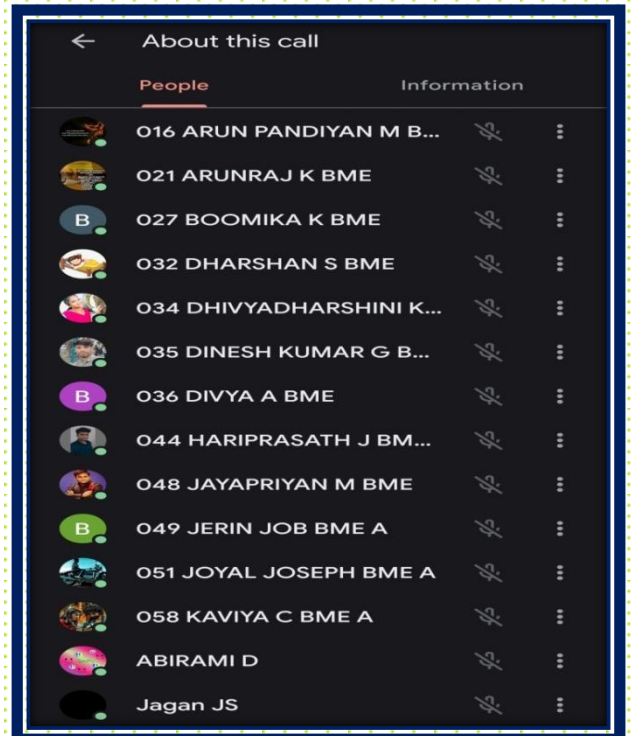 About this call
People Information
016 ARUN PANDIYAN M B...
021 ARUNRAJ K BME
B 027 BOOMIKA K BME
032 DHARSHAN S BME
034 DHIVYADHARSHINI K...
035 DINESH KUMAR G B...
B 036 DIVYA A BME
044 HARIPRASATH J BM...
048 JAYAPRIYAN M BME
B 049 JERIN JOB BME A
051 JOYAL JOSEPH BME A
058 KAVIYA C BME A
ABIRAMI D
Jagan JS